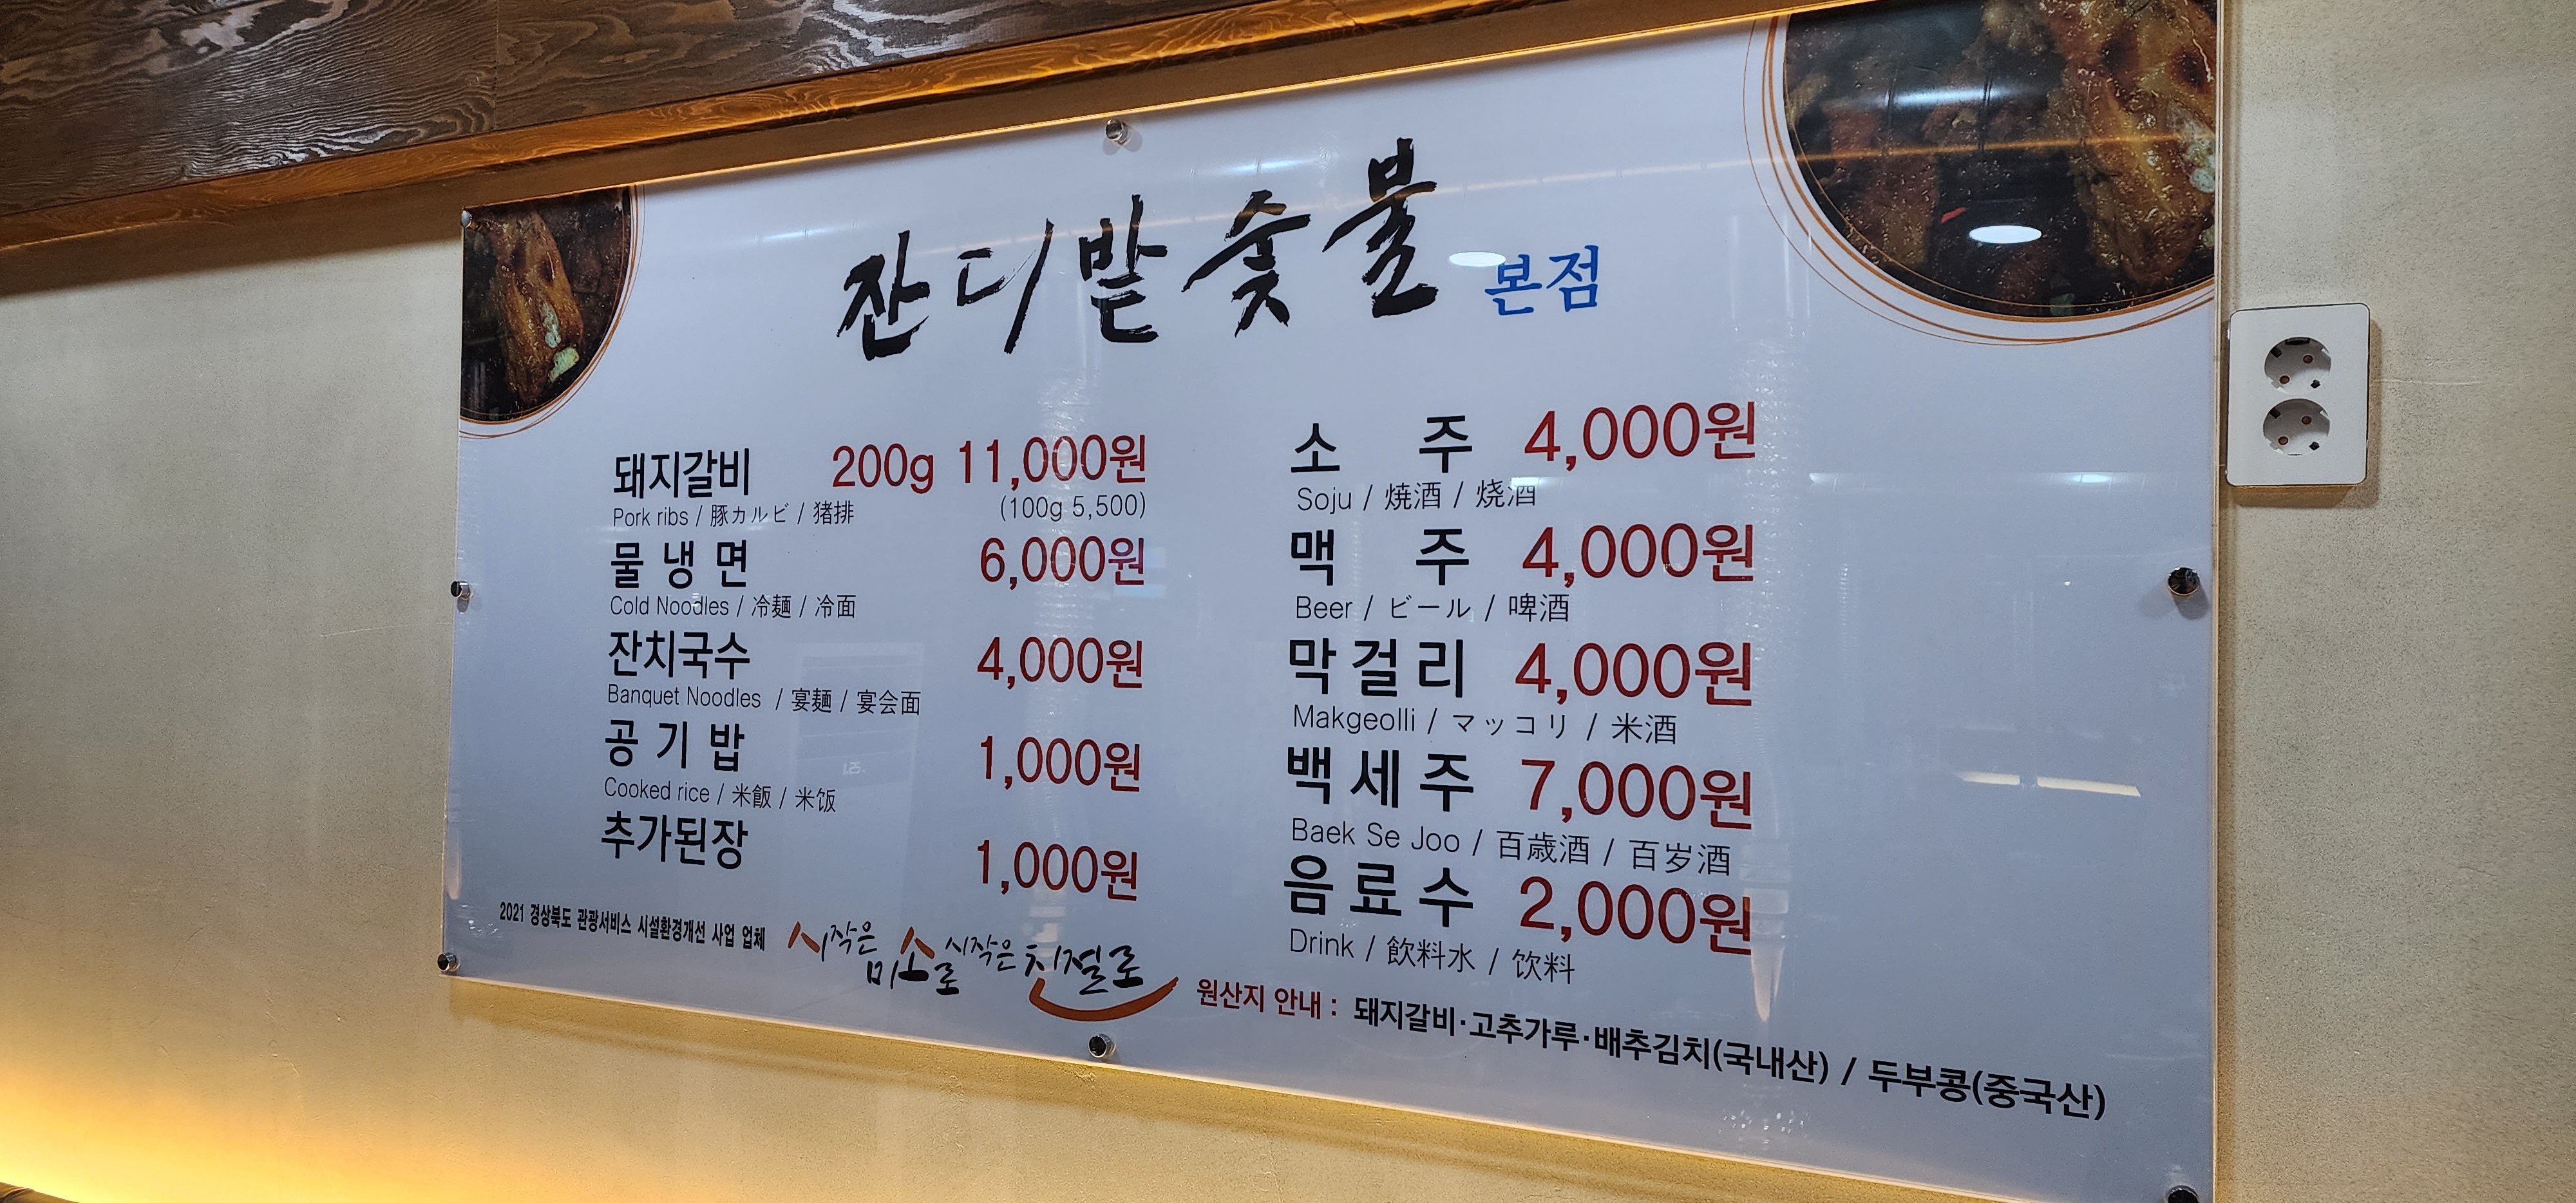 잔디밭숯불 본점
돼지갈비 200g 11,000원
Pork ribs / 豚カルビ / 猪排 (100g 5,500)
물냉면 6,000원
Cold Noodles / 冷麺 / 冷面
잔치국수 4,000원
Banquet Noodles / 宴麺 / 宴会面
공기밥 1,000원
Cooked rice / 米飯 / 米饭
추가된장 1,000원
소주 4,000원
Soju / 焼酒 / 烧酒
맥주 4,000원
Beer / ビール / 啤酒
막걸리 4,000원
Makgeolli / マッコリ / 米酒
백세주 7,000원
Baek Se Joo / 百歳酒 / 百岁酒
음료수 2,000원
Drink / 飲料水 / 饮料
2021 경상북도 관광서비스 시설환경개선 사업 업체
시작은 미소로 시작은 친절로
원산지 안내 : 돼지갈비·고추가루·배추김치(국내산) / 두부콩(중국산)